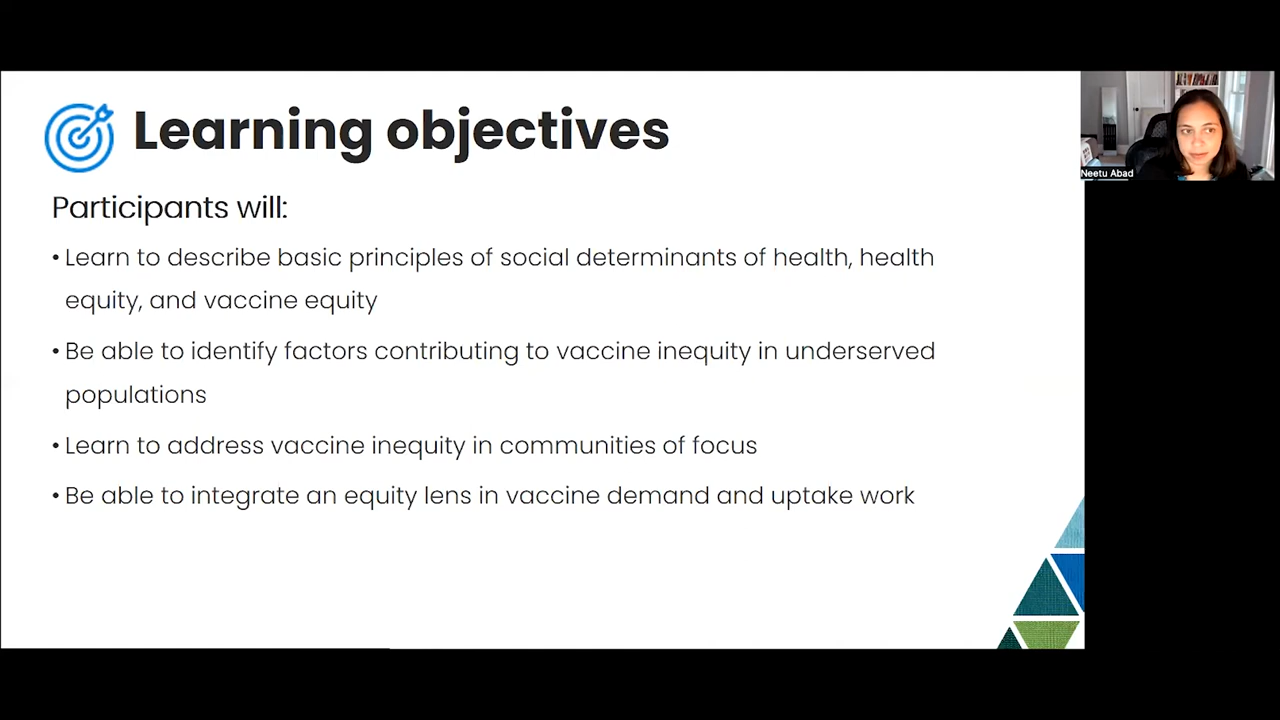 Learning objectives
Participants will:
• Learn to describe basic principles of social determinants of health, health
equity, and vaccine equity
• Be able to identify factors contributing to vaccine inequity in underserved
populations
• Learn to address vaccine inequity in communities of focus
• Be able to integrate an equity lens in vaccine demand and uptake work
Neetu Abad